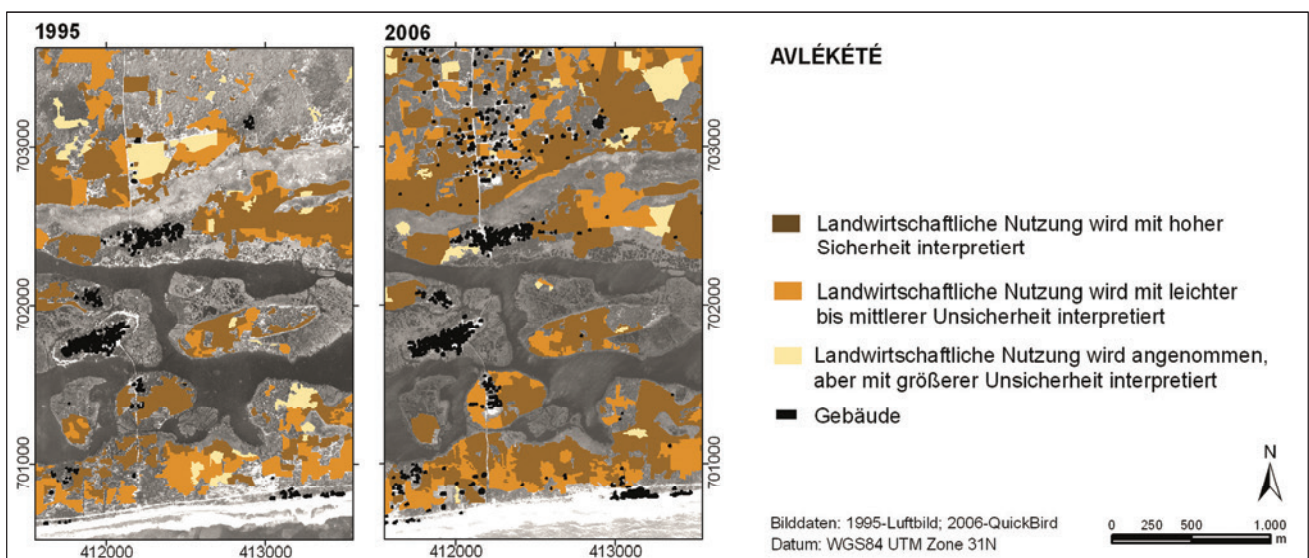 1995
2006
AVLÉKÉTÉ
703000
702000
701000
703000
702000
701000
412000
413000
412000
413000
Landwirtschaftliche Nutzung wird mit hoher
Sicherheit interpretiert
Landwirtschaftliche Nutzung wird mit leichter
bis mittlerer Unsicherheit interpretiert
Landwirtschaftliche Nutzung wird angenommen,
aber mit größerer Unsicherheit interpretiert
Gebäude
N
Bilddaten: 1995-Luftbild; 2006-QuickBird
Datum: WGS84 UTM Zone 31N
0 250 500 1.000
m